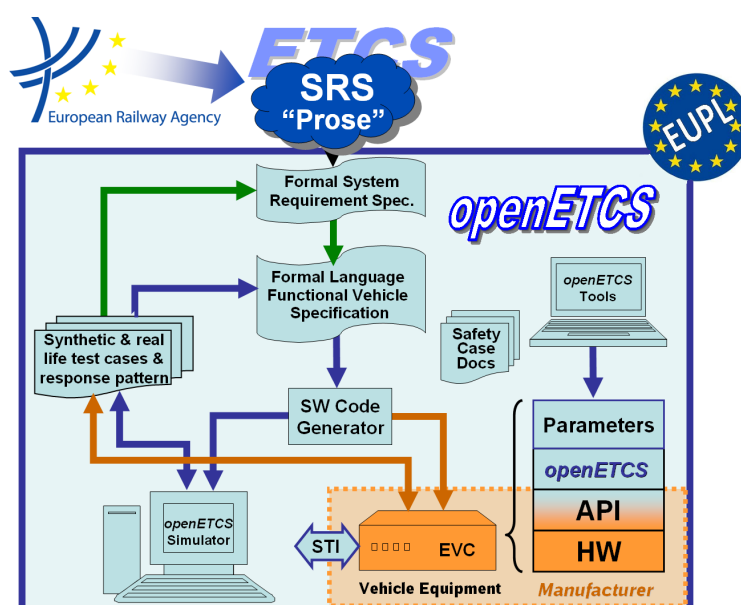 ETCS
SRS
“Prose”
European Railway Agency
EUPL
Formal System
Requirement Spec.
openETCS
Formal Language
Functional Vehicle
Specification
openETCS
Tools
Synthetic & real
life test cases &
response pattern
Safety
Case
Docs
SW Code
Generator
Parameters
openETCS
API
HW
openETCS
Simulator
STI
EVC
Vehicle Equipment
Manufacturer